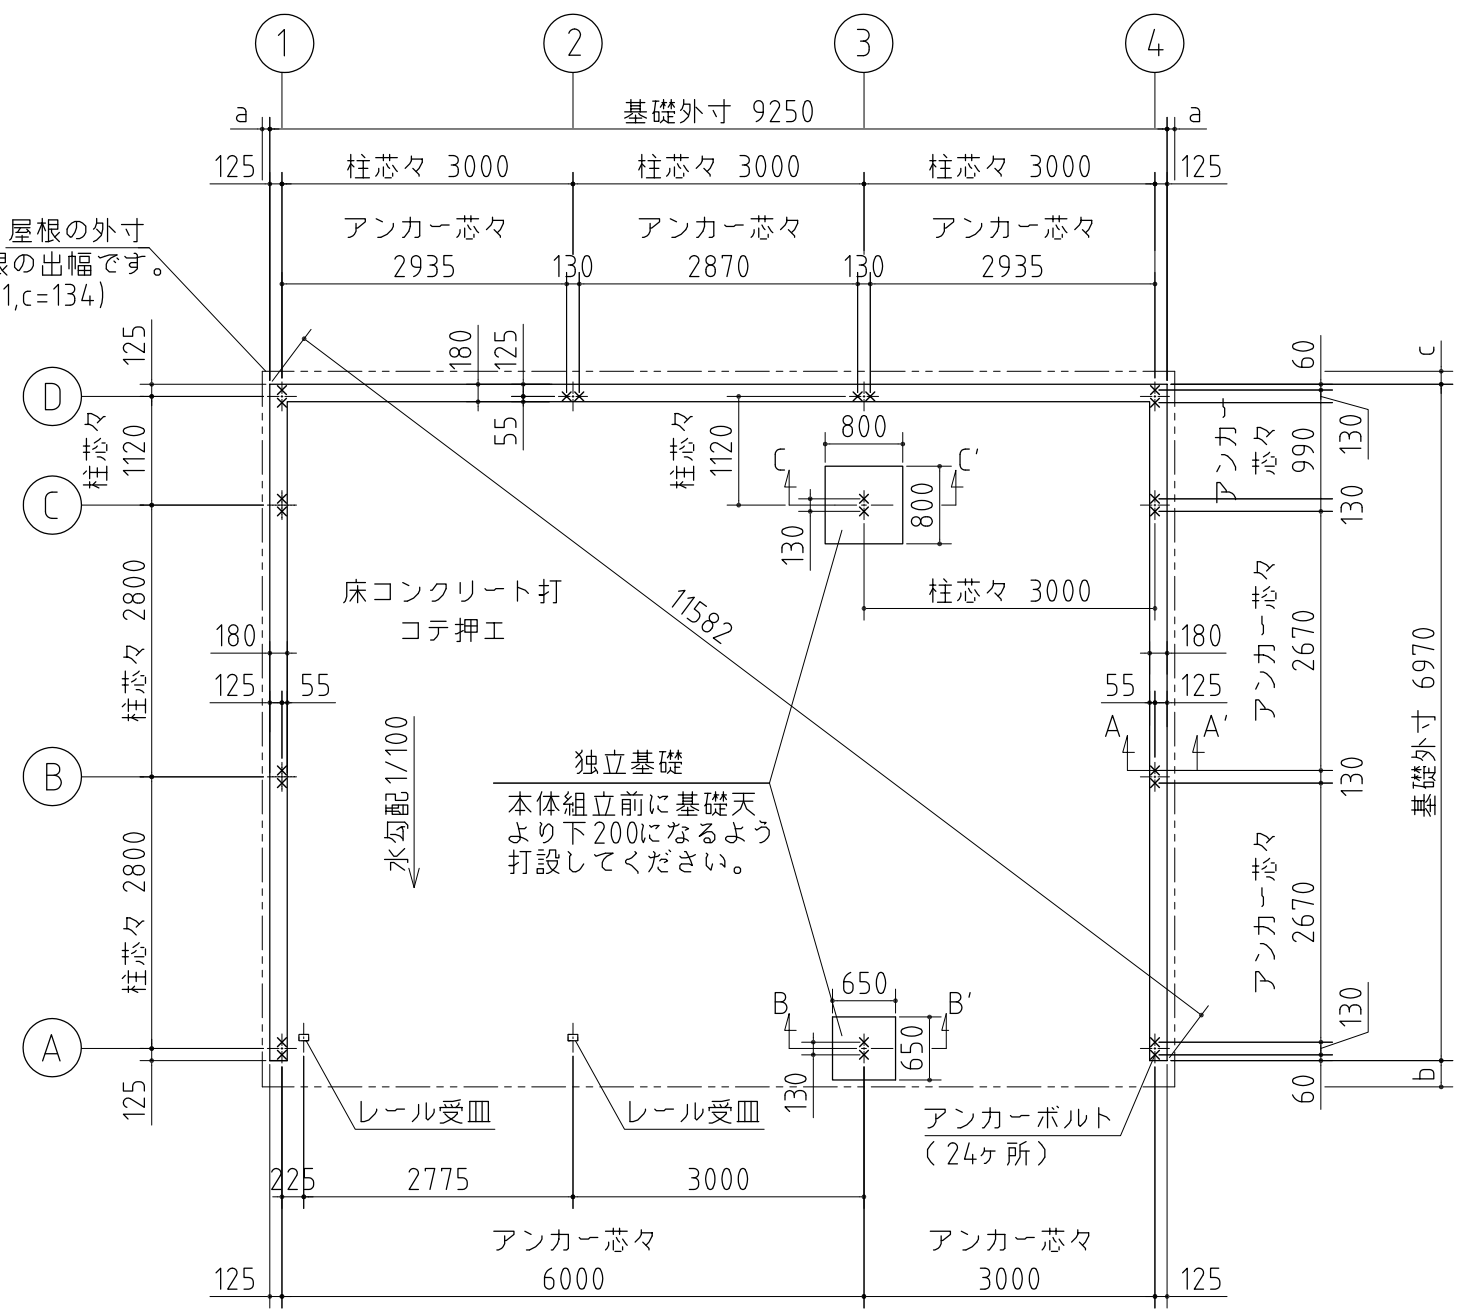 1
2
3
4
a
基礎外寸 9250
a
125
柱芯々 3000
柱芯々 3000
柱芯々 3000
125
アンカー芯々
アンカー芯々
アンカー芯々
2935
130
2870
130
2935
屋根の外寸
根の出幅です。
1,c=134)
125
180
125
60
c
D
柱芯々
1120
55
柱芯々
1120
800
アンカー
芯々
990
130
C
C
C'
800
130
130
柱芯々 2800
床コンクリート打
コテ押エ
11582
柱芯々 3000
アンカー芯々
2670
基礎外寸 6970
180
180
125
55
55
125
A
A'
B
水勾配 1/100
独立基礎
本体組立前に基礎天
より下200になるよう
打設してください。
130
柱芯々 2800
アンカー芯々
2670
650
B
B'
650
130
130
A
125
60
b
レール受皿
レール受皿
アンカーボルト
(24ヶ所)
225
2775
3000
アンカー芯々
アンカー芯々
125
6000
3000
125